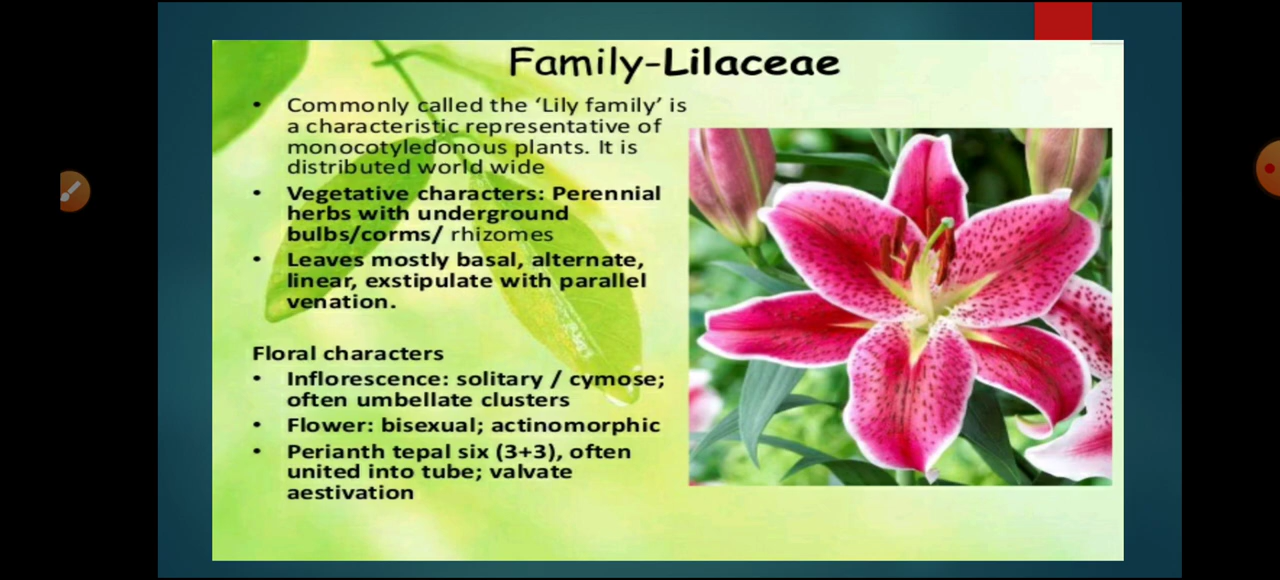 Family-Lilaceae
• Commonly called the ‘Lily family’ is
a characteristic representative of
monocotyledonous plants. It is
distributed world wide
• Vegetative characters: Perennial
herbs with underground
bulbs/corms/ rhizomes
• Leaves mostly basal, alternate,
linear, exstipulate with parallel
venation.
Floral characters
• Inflorescence: solitary / cymose;
often umbellate clusters
• Flower: bisexual; actinomorphic
• Perianth tepal six (3+3), often
united into tube; valvate
aestivation